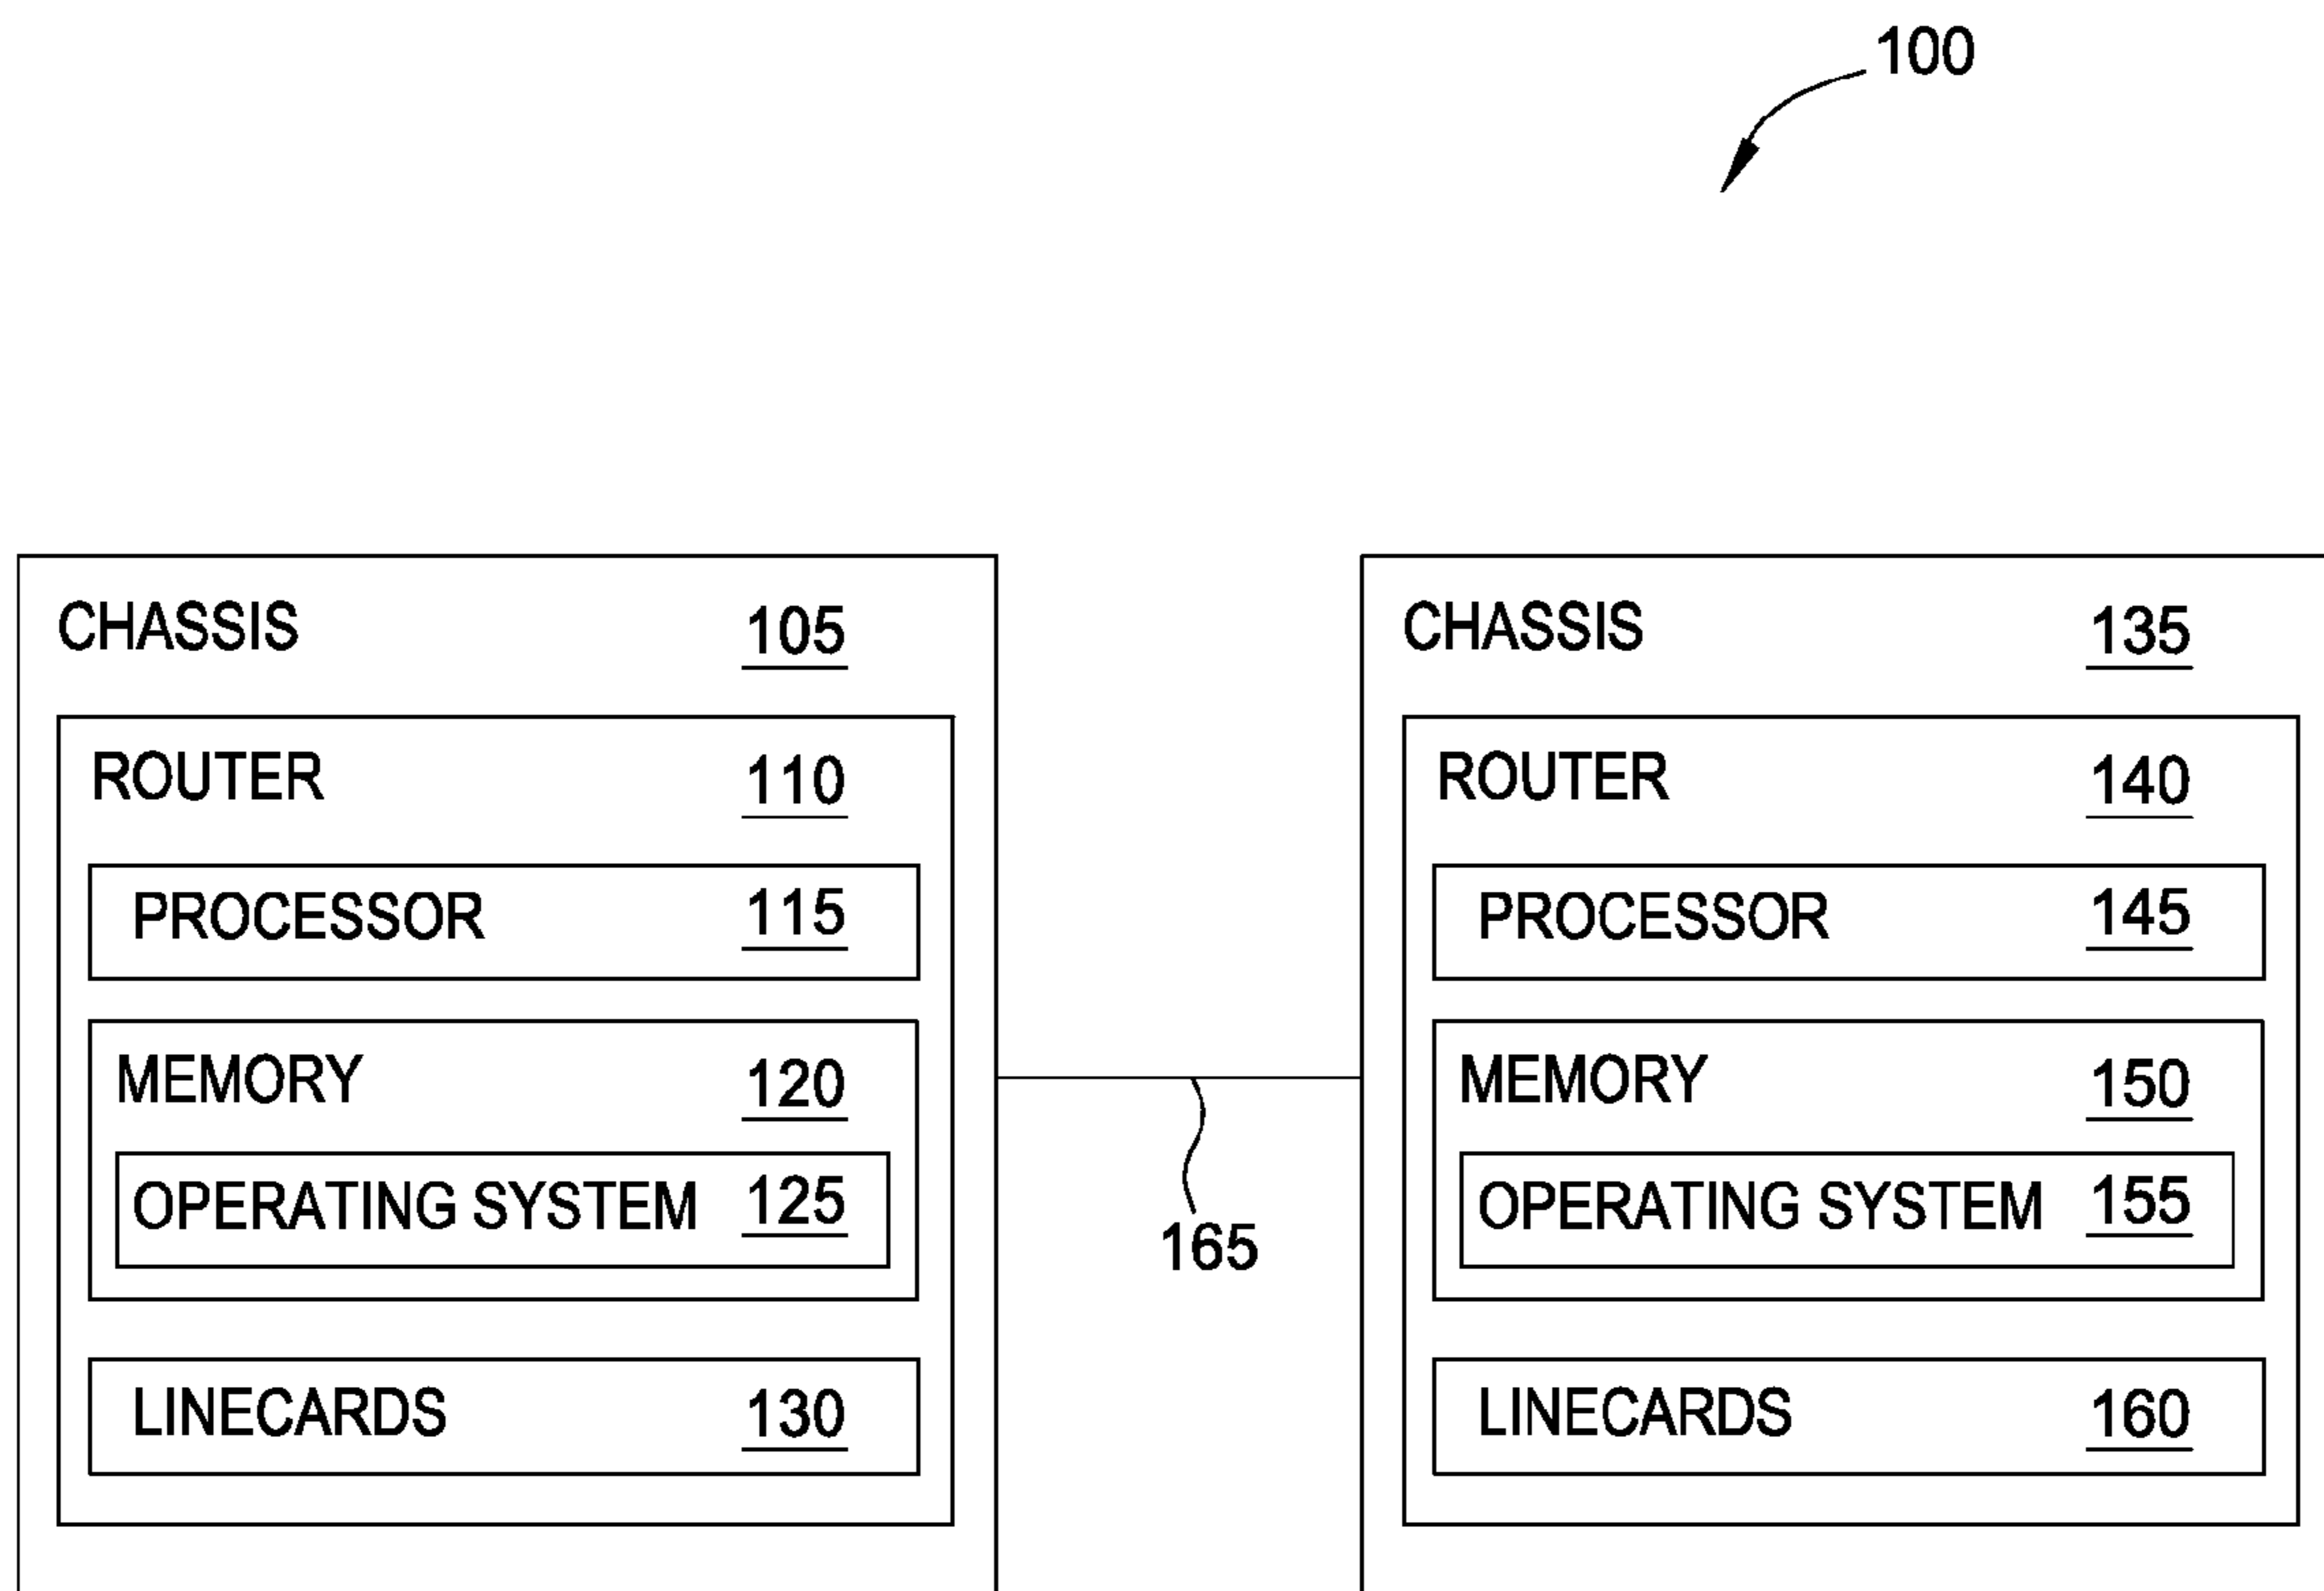 100
CHASSIS 105
ROUTER 110
PROCESSOR 115
MEMORY 120
OPERATING SYSTEM 125
LINECARDS 130
165
CHASSIS 135
ROUTER 140
PROCESSOR 145
MEMORY 150
OPERATING SYSTEM 155
LINECARDS 160